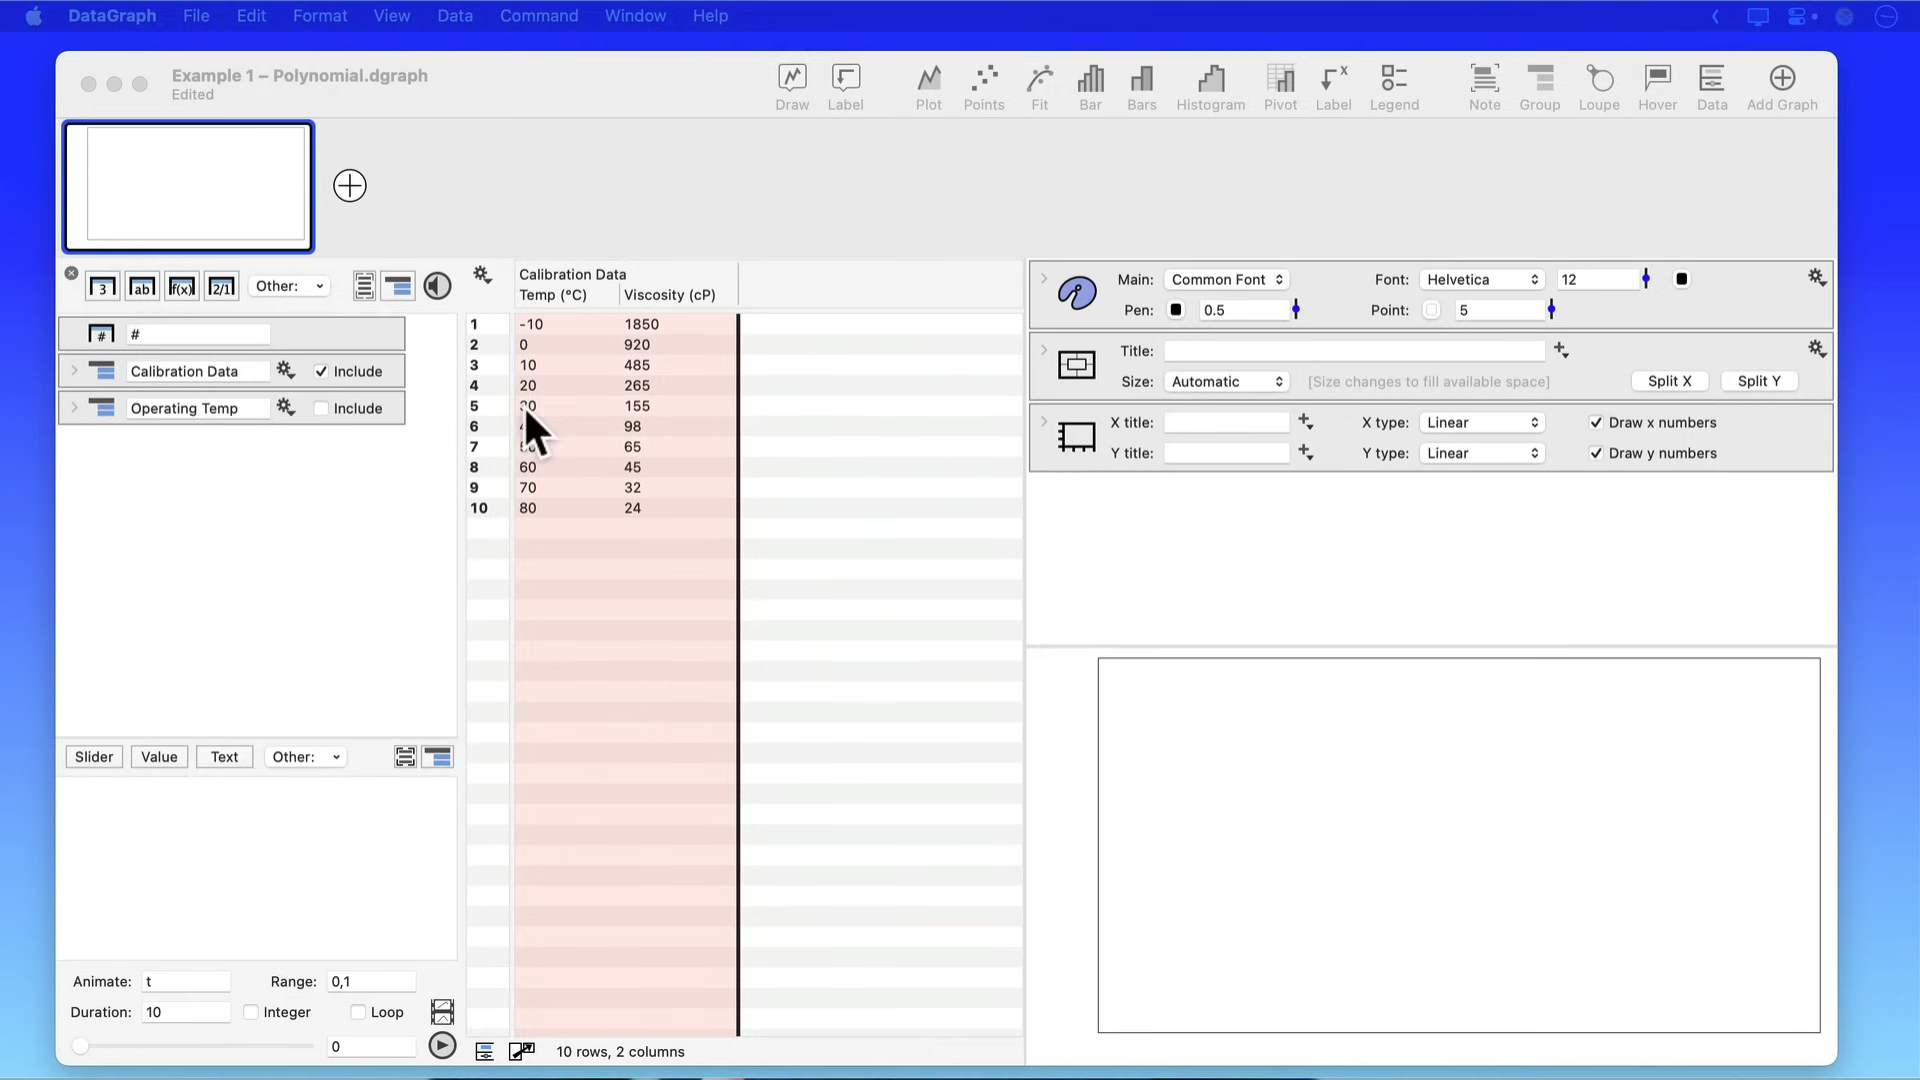 DataGraph File Edit Format View Data Command Window Help
Example 1 – Polynomial.dgraph
Edited
Draw Label Plot Points Fit Bar Bars Histogram Pivot Label Legend Note Group Loupe Hover Data Add Graph
3 ab f(x) 2/1 Other:
# #
Calibration Data Include
Operating Temp Include
Calibration Data
Temp (°C) Viscosity (cP)
1 -10 1850
2 0 920
3 10 485
4 20 265
5 155
6 98
7 65
8 60 45
9 70 32
10 80 24
Main: Common Font Font: Helvetica 12
Pen: 0.5 Point: 5
Title:
Size: Automatic [Size changes to fill available space] Split X Split Y
X title: X type: Linear Draw x numbers
Y title: Y type: Linear Draw y numbers
Slider Value Text Other:
Animate: t Range: 0,1
Duration: 10 Integer Loop
0
10 rows, 2 columns